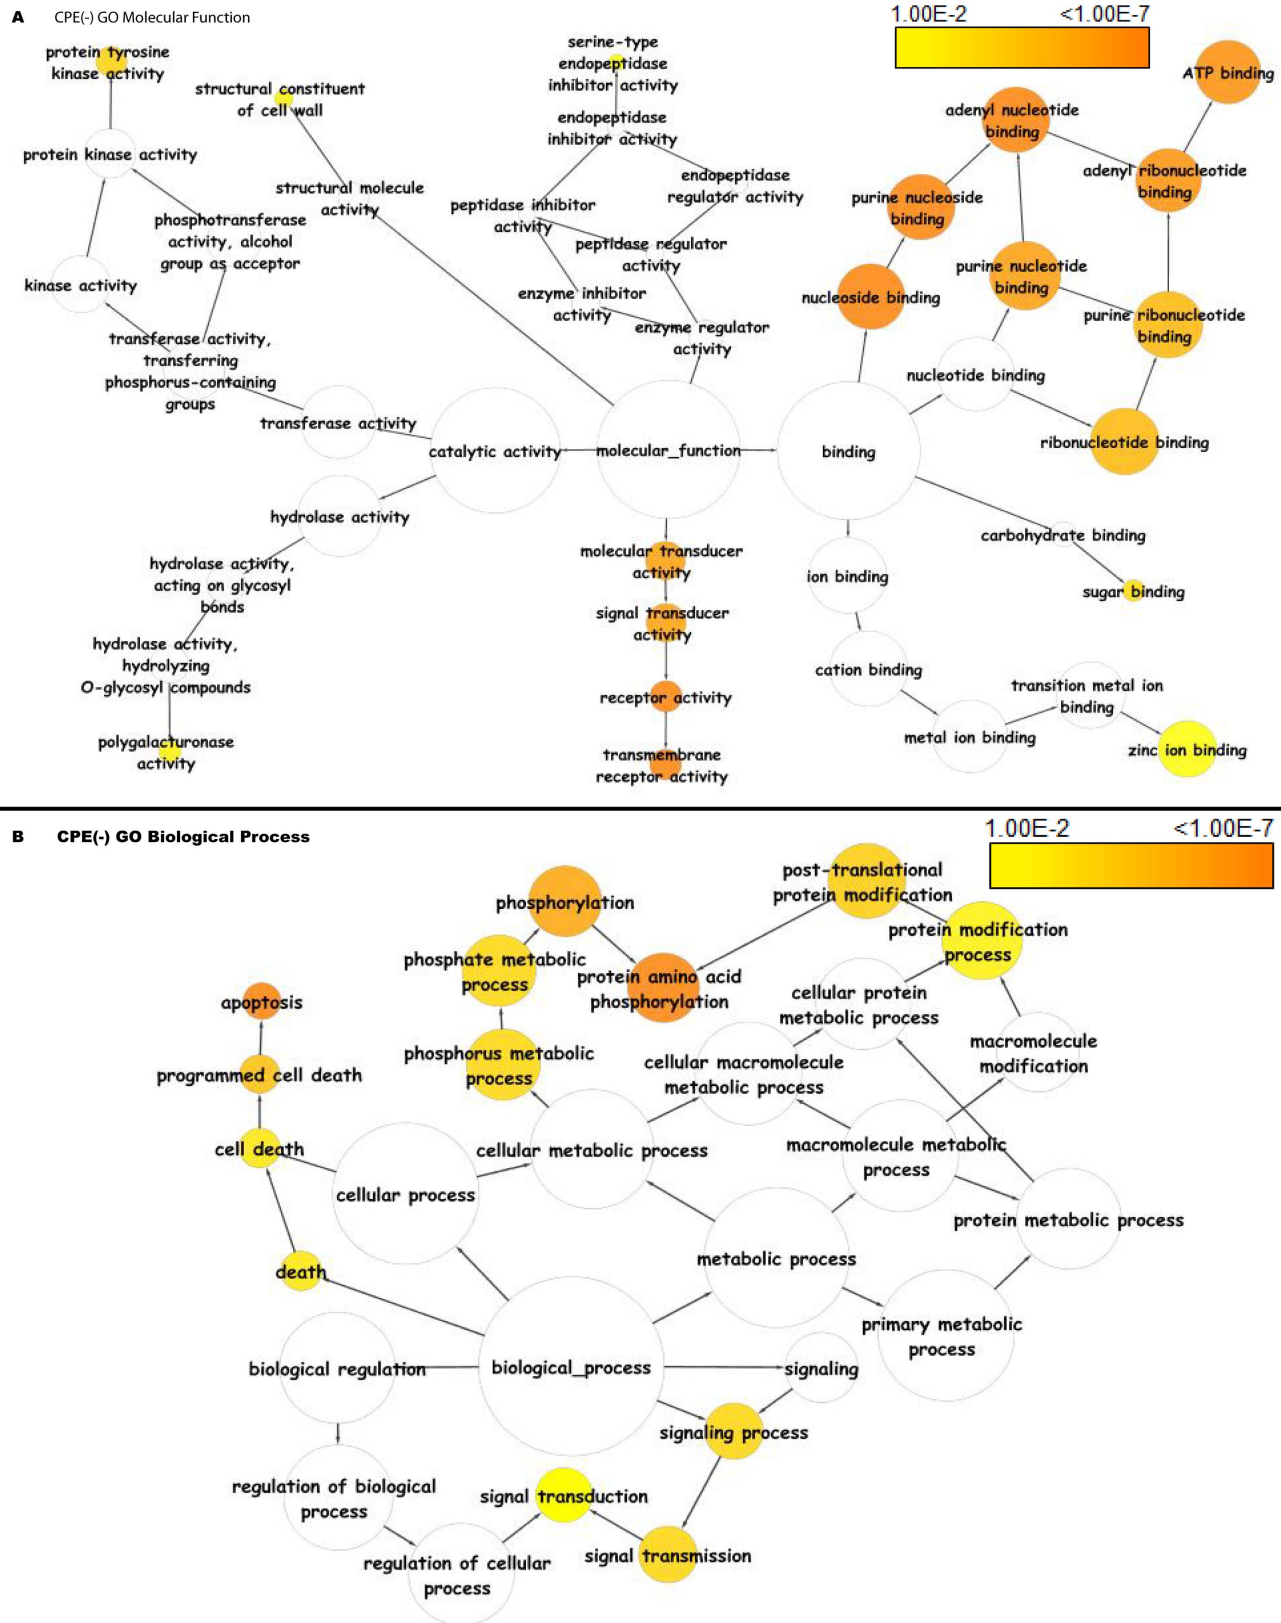 A CPE(-) GO Molecular Function
1.00E-2 <1.00E-7
protein tyrosine
kinase activity
structural constituent
of cell wall
serine-type
endopeptidase
inhibitor activity
endopeptidase
inhibitor activity
ATP binding
adenyl nucleotide
binding
protein kinase activity
adenyl ribonucleotide
binding
structural molecule
activity
endopeptidase
regulator activity
purine nucleoside
binding
peptidase inhibitor
activity
phosphotransferase
activity, alcohol
group as acceptor
peptidase regulator
activity
purine nucleotide
binding
kinase activity
enzyme inhibitor
activity
nucleoside binding
purine ribonucleotide
binding
transferase activity,
transferring
phosphorus-containing
groups
enzyme regulator
activity
nucleotide binding
transferase activity
catalytic activity
molecular_function
binding
ribonucleotide binding
hydrolase activity
carbohydrate binding
hydrolase activity,
acting on glycosyl
bonds
molecular transducer
activity
ion binding
sugar binding
signal transducer
activity
hydrolase activity,
hydrolyzing
O-glycosyl compounds
cation binding
receptor activity
transition metal ion
binding
metal ion binding
polygalacturonase
activity
transmembrane
receptor activity
zinc ion binding
B CPE(-) GO Biological Process
1.00E-2 <1.00E-7
post-translational
protein modification
phosphorylation
protein modification
process
phosphate metabolic
process
protein amino acid
phosphorylation
apoptosis
cellular protein
metabolic process
phosphorus metabolic
process
cellular macromolecule
metabolic process
macromolecule
modification
programmed cell death
cell death
cellular metabolic process
macromolecule metabolic
process
cellular process
protein metabolic process
death
metabolic process
primary metabolic
process
biological regulation
biological_process
signaling
signaling process
regulation of biological
process
signal transduction
regulation of cellular
process
signal transmission